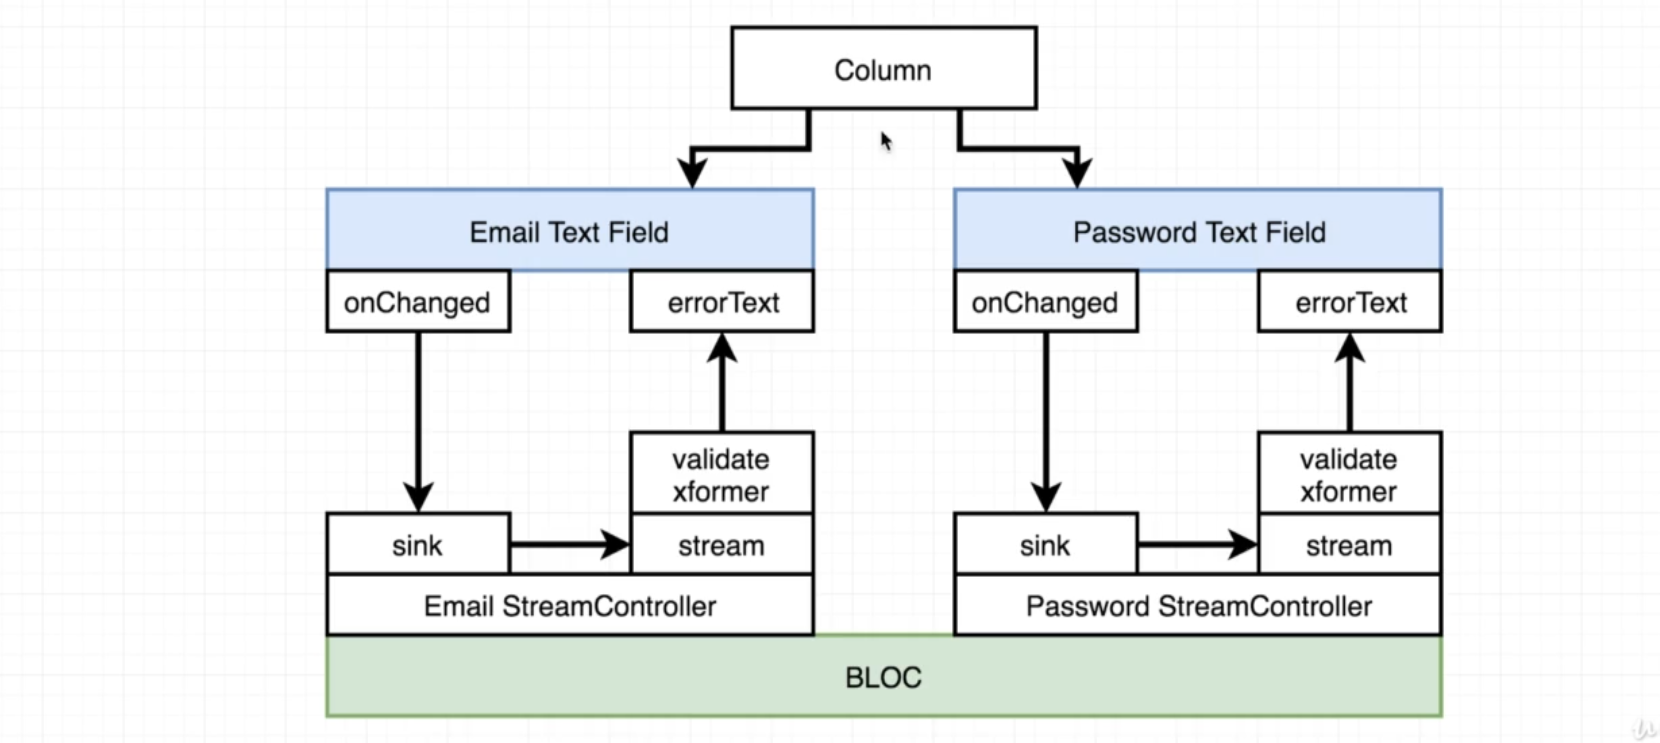 Column
Email Text Field
Password Text Field
onChanged
errorText
onChanged
errorText
validate
xformer
validate
xformer
sink
stream
sink
stream
Email StreamController
Password StreamController
BLOC